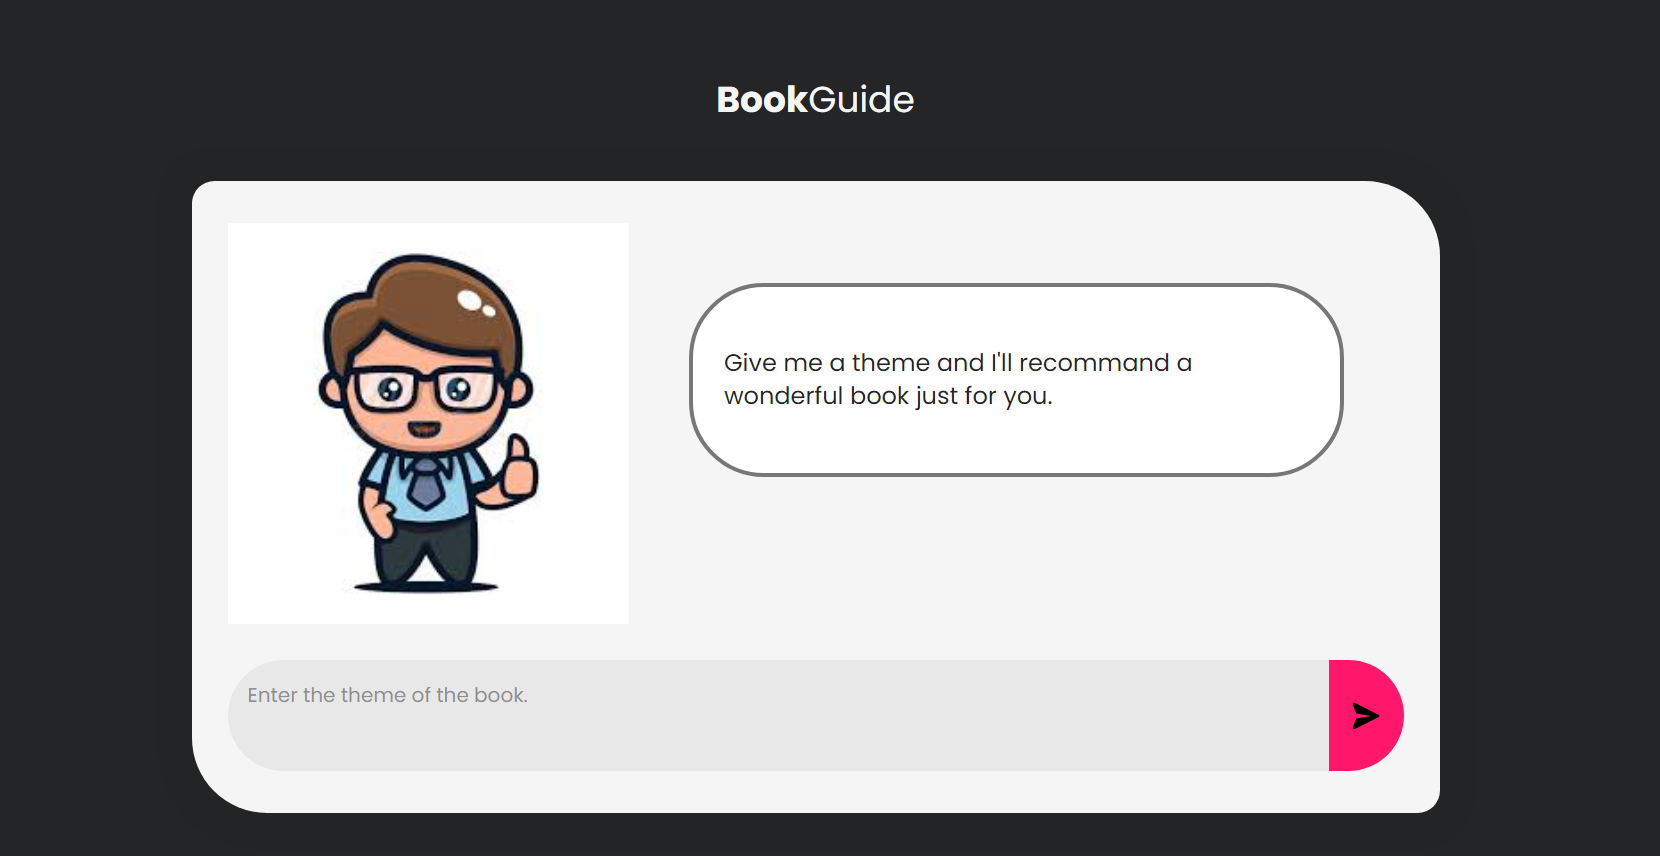 BookGuide
Give me a theme and I'll recommand a
wonderful book just for you.
Enter the theme of the book.